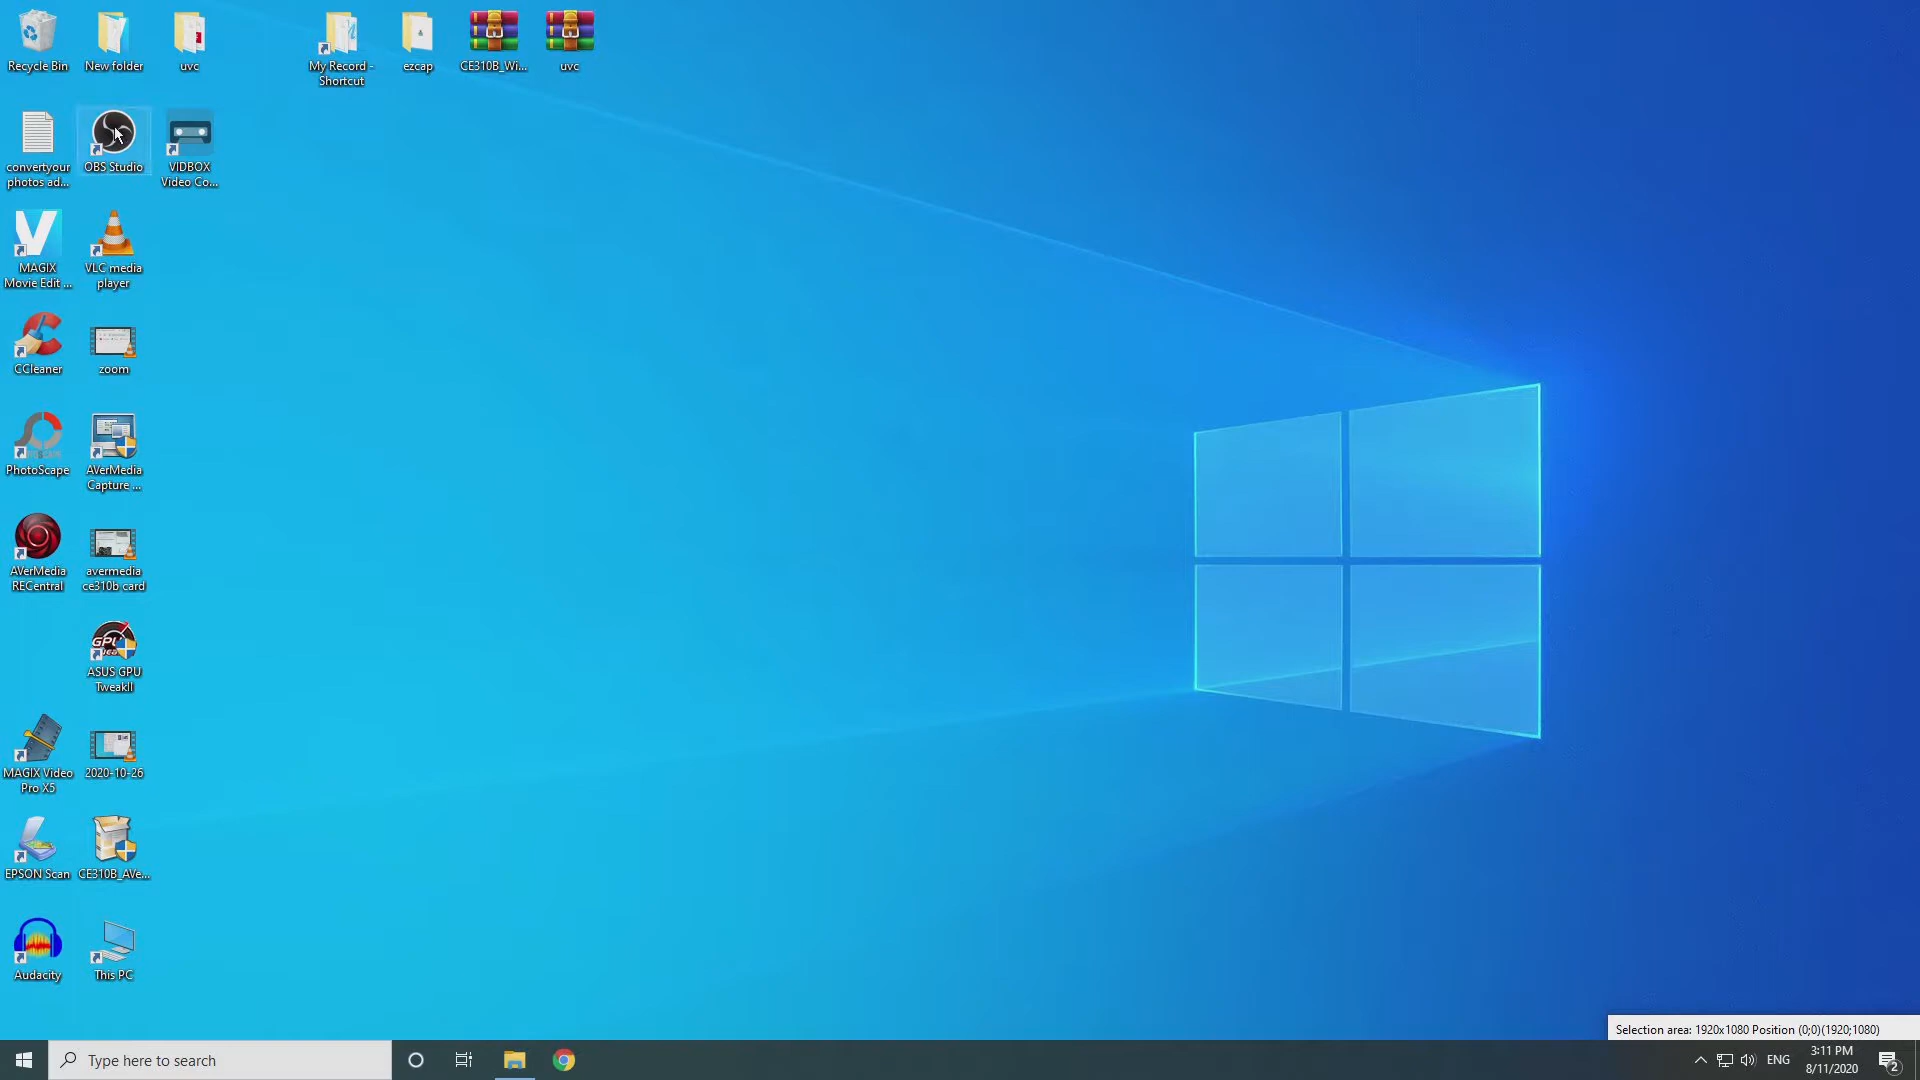 Recycle Bin
New folder
uvc
My Record -
Shortcut
ezcap
CE310B_Wi...
uvc
convertyour
photos ad...
OBS Studio
VIDBOX
Video Co...
MAGIX
Movie Edit ...
VLC media
player
CCleaner
zoom
PhotoScape
AVerMedia
Capture ...
AVerMedia
RECentral
avermedia
ce310b card
GPU
ASUS GPU
TweakII
MAGIX Video
Pro X5
2020-10-26
EPSON Scan
CE310B_AVe...
Audacity
This PC
Selection area: 1920x1080 Position (0;0)(1920;1080)
Type here to search
ENG
3:11 PM
8/11/2020
2